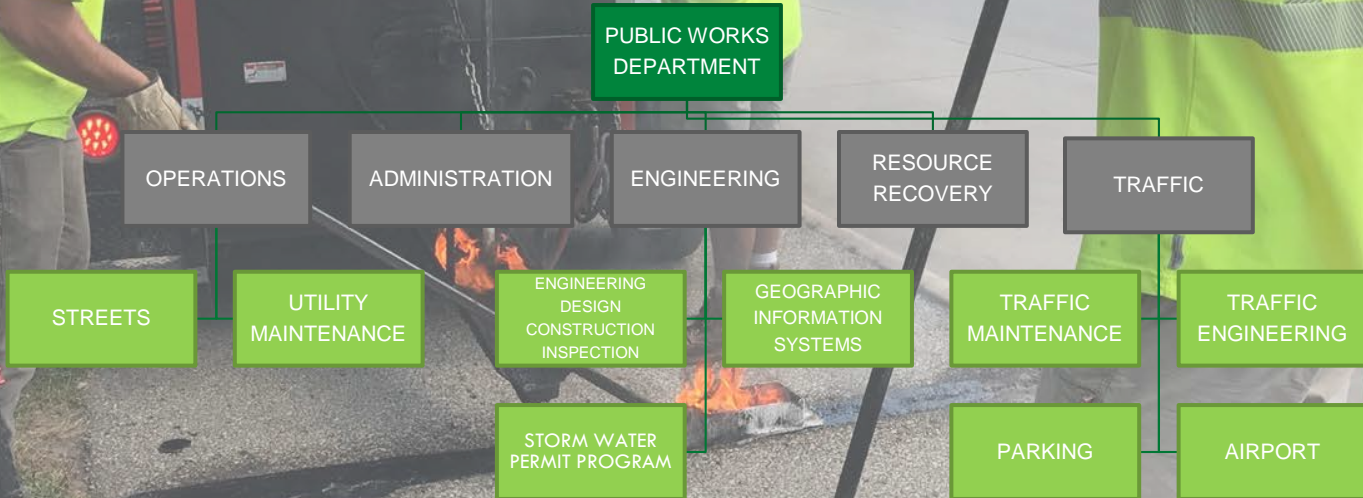 PUBLIC WORKS
DEPARTMENT
OPERATIONS
ADMINISTRATION
ENGINEERING
RESOURCE
RECOVERY
TRAFFIC
STREETS
UTILITY
MAINTENANCE
ENGINEERING
DESIGN
CONSTRUCTION
INSPECTION
GEOGRAPHIC
INFORMATION
SYSTEMS
TRAFFIC
MAINTENANCE
TRAFFIC
ENGINEERING
STORM WATER
PERMIT PROGRAM
PARKING
AIRPORT